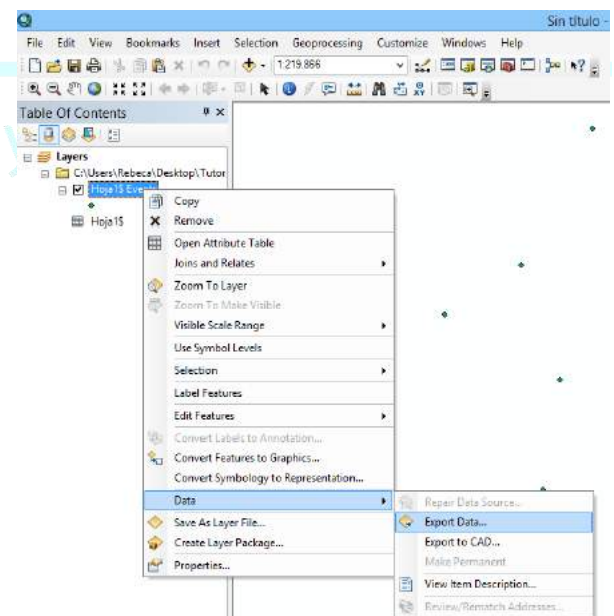 Sin título -
File Edit View Bookmarks Insert Selection Geoprocessing Customize Windows Help
1:219.866
Table Of Contents
Layers
C:\Users\Rebeca\Desktop\Tutor
Hoja1$ Events
Hoja1$
Copy
Remove
Open Attribute Table
Joins and Relates
Zoom To Layer
Zoom To Make Visible
Visible Scale Range
Use Symbol Levels
Selection
Label Features
Edit Features
Convert Labels to Annotation...
Convert Features to Graphics...
Convert Symbology to Representation...
Data
Save As Layer File...
Create Layer Package...
Properties...
Repair Data Source...
Export Data...
Export to CAD...
Make Permanent
View Item Description...
Review/Rematch Addresses...